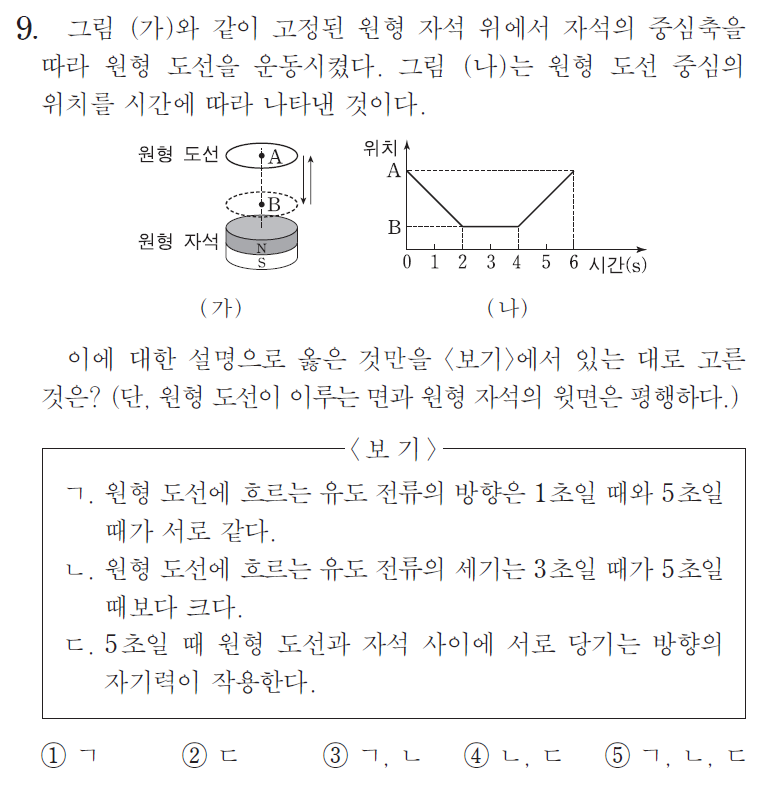 9. 그림 (가)와 같이 고정된 원형 자석 위에서 자석의 중심축을
따라 원형 도선을 운동시켰다. 그림 (나)는 원형 도선 중심의
위치를 시간에 따라 나타낸 것이다.
원형 도선
A
B
원형 자석
N
S
(가)
위치
A
B
0 1 2 3 4 5 6 시간(s)
(나)
이에 대한 설명으로 옳은 것만을 <보기>에서 있는 대로 고른
것은? (단, 원형 도선이 이루는 면과 원형 자석의 윗면은 평행하다.)
<보 기>
ㄱ. 원형 도선에 흐르는 유도 전류의 방향은 1초일 때와 5초일
때가 서로 같다.
ㄴ. 원형 도선에 흐르는 유도 전류의 세기는 3초일 때가 5초일
때보다 크다.
ㄷ. 5초일 때 원형 도선과 자석 사이에 서로 당기는 방향의
자기력이 작용한다.
① ㄱ ② ㄷ ③ ㄱ, ㄴ ④ ㄴ, ㄷ ⑤ ㄱ, ㄴ, ㄷ